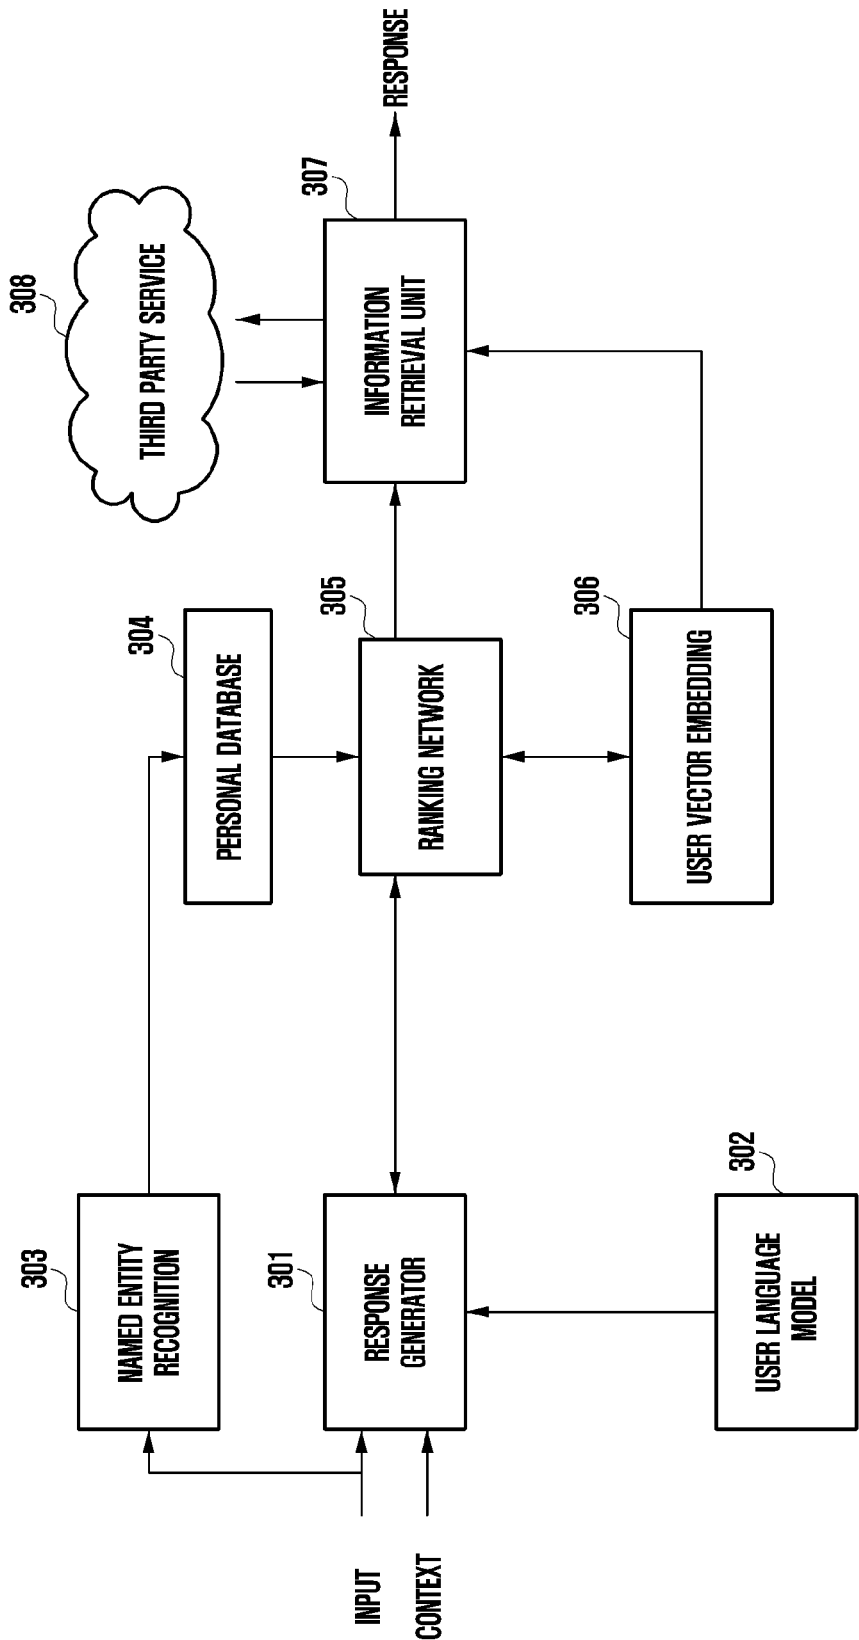 308
THIRD PARTY SERVICE
303
NAMED ENTITY
RECOGNITION
304
PERSONAL DATABASE
307
INFORMATION
RETRIEVAL UNIT
RESPONSE
301
RESPONSE
GENERATOR
305
RANKING NETWORK
INPUT
CONTEXT
306
USER VECTOR EMBEDDING
302
USER LANGUAGE
MODEL